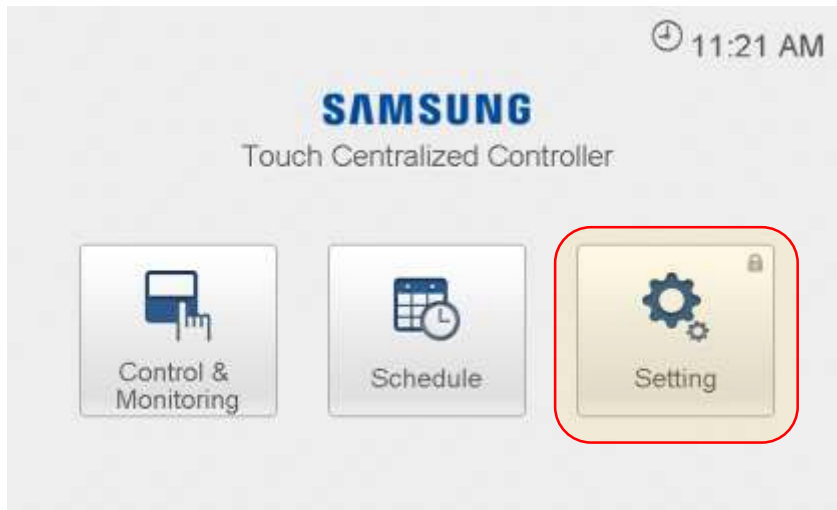 11:21 AM
SAMSUNG
Touch Centralized Controller
Control &
Monitoring
Schedule
Setting